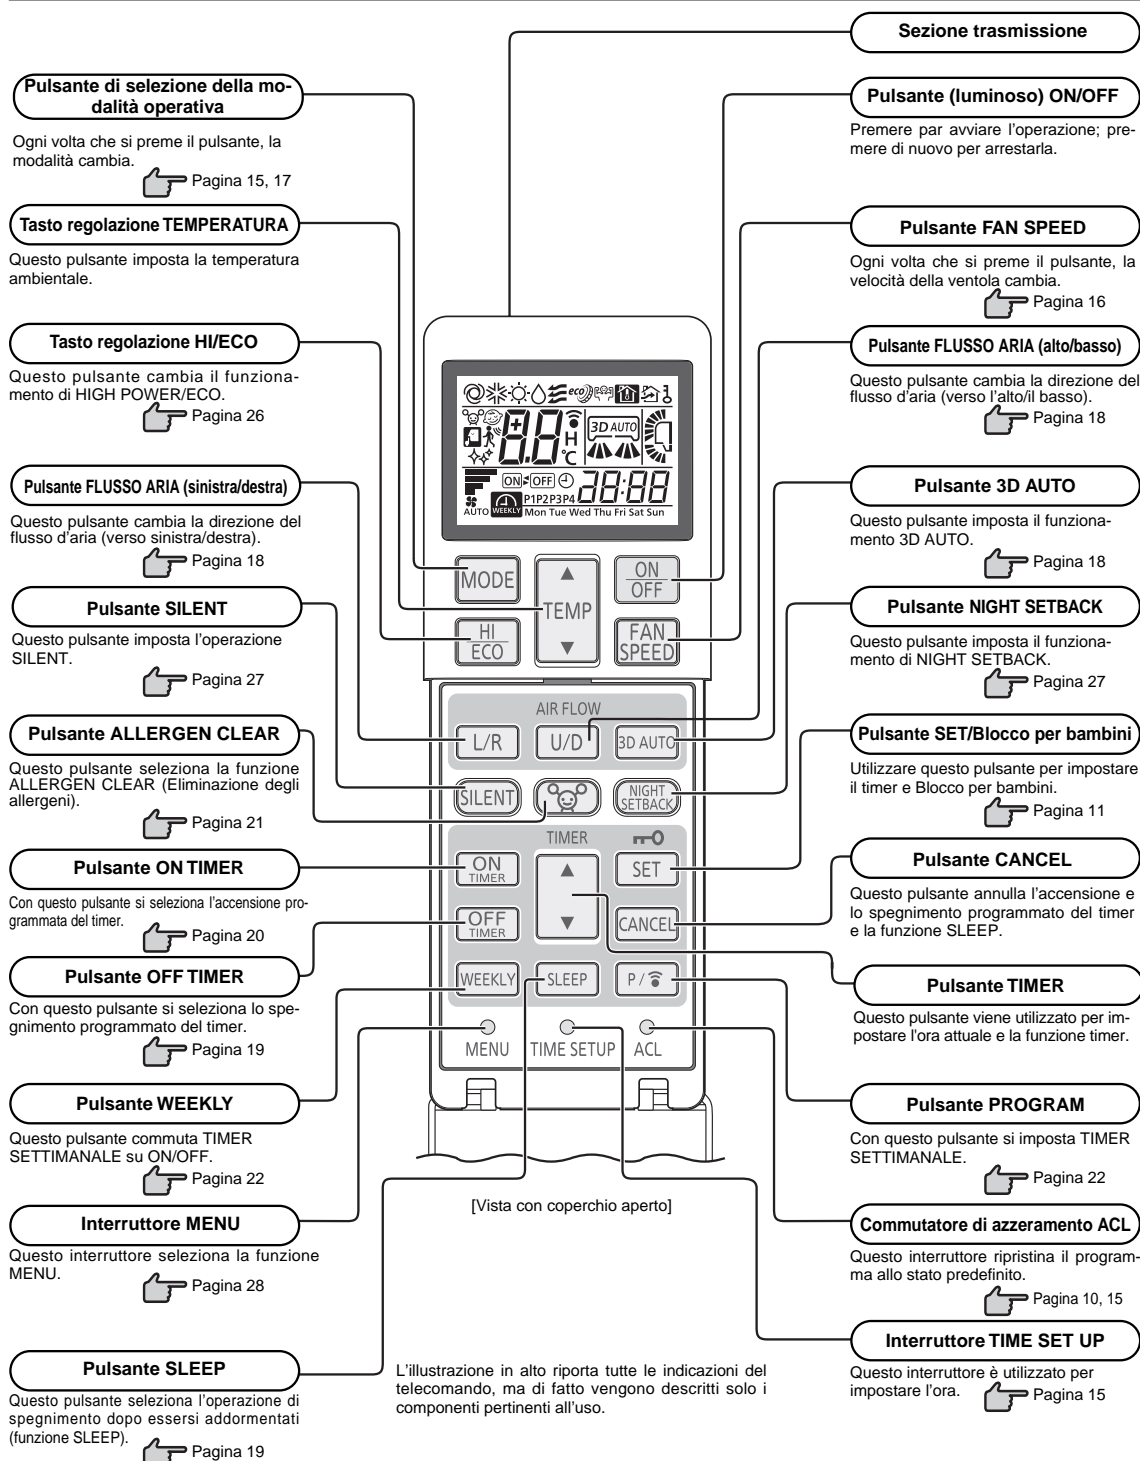 Sezione trasmissione
Pulsante di selezione della mo-
dalità operativa
Ogni volta che si preme il pulsante, la
modalità cambia.
Pagina 15, 17
Tasto regolazione TEMPERATURA
Questo pulsante imposta la temperatura
ambientale.
Tasto regolazione HI/ECO
Questo pulsante cambia il funziona-
mento di HIGH POWER/ECO.
Pagina 26
Pulsante FLUSSO ARIA (sinistra/destra)
Questo pulsante cambia la direzione del
flusso d'aria (verso sinistra/destra).
Pagina 18
Pulsante SILENT
Questo pulsante imposta l'operazione
SILENT.
Pagina 27
Pulsante ALLERGEN CLEAR
Questo pulsante seleziona la funzione
ALLERGEN CLEAR (Eliminazione degli
allergeni).
Pagina 21
Pulsante ON TIMER
Con questo pulsante si seleziona l'accensione pro-
grammata del timer.
Pagina 20
Pulsante OFF TIMER
Con questo pulsante si seleziona lo spe-
gnimento programmato del timer.
Pagina 19
Pulsante WEEKLY
Questo pulsante commuta TIMER
SETTIMANALE su ON/OFF.
Pagina 22
Interruttore MENU
Questo interruttore seleziona la funzione
MENU.
Pagina 28
Pulsante SLEEP
Questo pulsante seleziona l'operazione di
spegnimento dopo essersi addormentati
(funzione SLEEP).
Pagina 19
eco
3D AUTO
8.8 H
°C
ON OFF 28:88
P1P2P3P4
AUTO WEEKLY Mon Tue Wed Thu Fri Sat Sun
MODE
TEMP
ON
OFF
HI
ECO
FAN
SPEED
AIR FLOW
L/R U/D 3D AUTO
SILENT
NIGHT
SETBACK
TIMER
ON
TIMER
SET
OFF
TIMER
CANCEL
WEEKLY SLEEP P/
MENU TIME SETUP ACL
[Vista con coperchio aperto]
L'illustrazione in alto riporta tutte le indicazioni del
telecomando, ma di fatto vengono descritti solo i
componenti pertinenti all'uso.
Pulsante (luminoso) ON/OFF
Premere par avviare l'operazione; pre-
mere di nuovo per arrestarla.
Pulsante FAN SPEED
Ogni volta che si preme il pulsante, la
velocità della ventola cambia.
Pagina 16
Pulsante FLUSSO ARIA (alto/basso)
Questo pulsante cambia la direzione del
flusso d'aria (verso l'alto/il basso).
Pagina 18
Pulsante 3D AUTO
Questo pulsante imposta il funziona-
mento 3D AUTO.
Pagina 18
Pulsante NIGHT SETBACK
Questo pulsante imposta il funziona-
mento di NIGHT SETBACK.
Pagina 27
Pulsante SET/Blocco per bambini
Utilizzare questo pulsante per impostare
il timer e Blocco per bambini.
Pagina 11
Pulsante CANCEL
Questo pulsante annulla l'accensione e
lo spegnimento programmato del timer
e la funzione SLEEP.
Pulsante TIMER
Questo pulsante viene utilizzato per im-
postare l'ora attuale e la funzione timer.
Pulsante PROGRAM
Con questo pulsante si imposta TIMER
SETTIMANALE.
Pagina 22
Commutatore di azzeramento ACL
Questo interruttore ripristina il program-
ma allo stato predefinito.
Pagina 10, 15
Interruttore TIME SET UP
Questo interruttore è utilizzato per
impostare l'ora.
Pagina 15